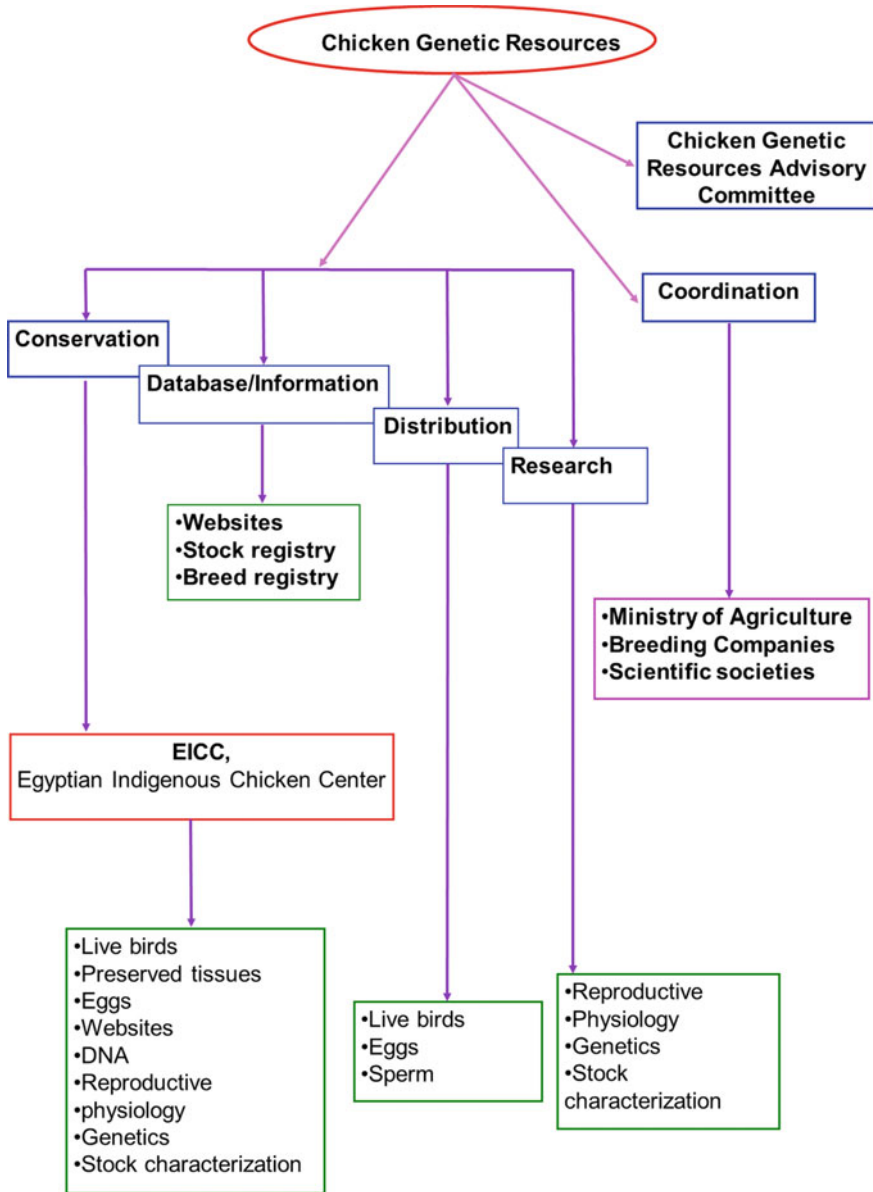 Chicken Genetic Resources
Chicken Genetic
Resources Advisory
Committee
Coordination
Conservation
Database/Information
Distribution
Research
•Websites
•Stock registry
•Breed registry
•Ministry of Agriculture
•Breeding Companies
•Scientific societies
EICC,
Egyptian Indigenous Chicken Center
•Live birds
•Preserved tissues
•Eggs
•Websites
•DNA
•Reproductive
•physiology
•Genetics
•Stock characterization
•Live birds
•Eggs
•Sperm
•Reproductive
•Physiology
•Genetics
•Stock
characterization